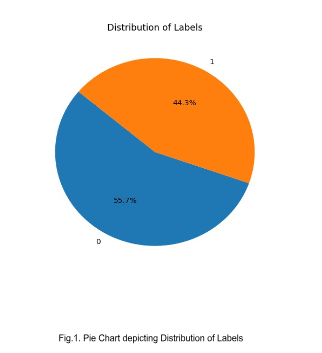 Distribution of Labels
1
44.3%
55.7%
0
Fig.1. Pie Chart depicting Distribution of Labels